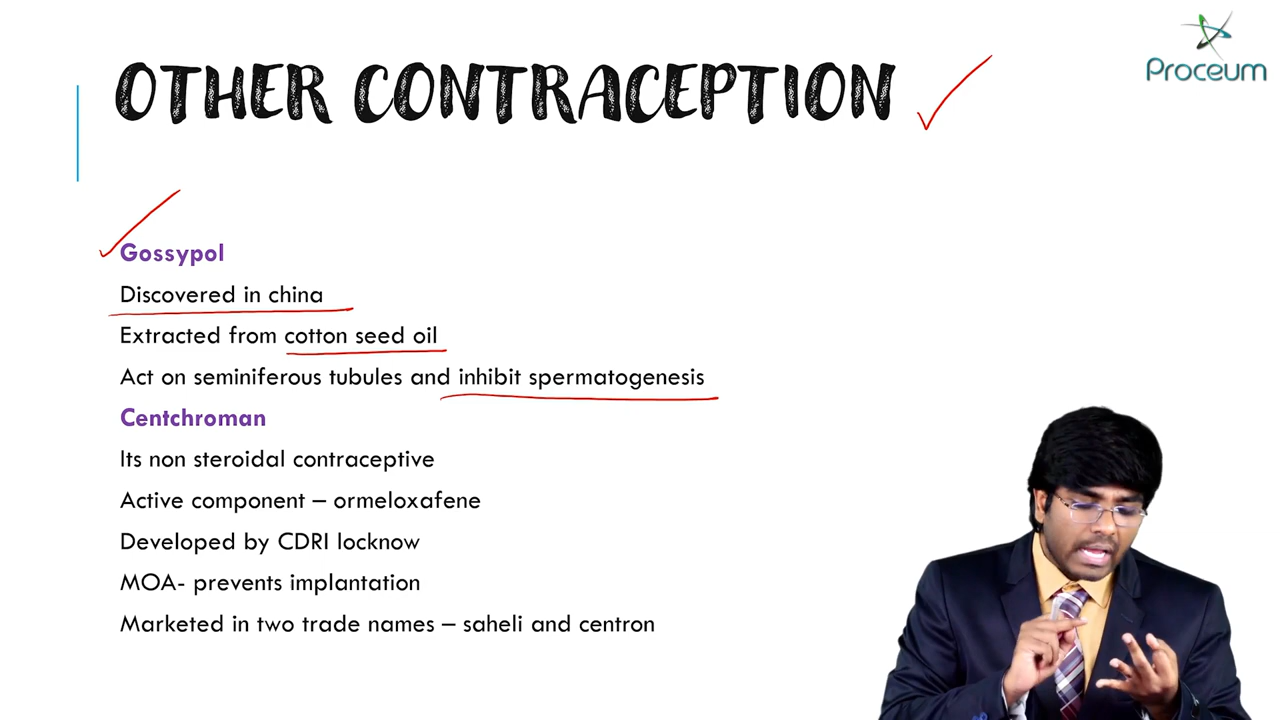 OTHER CONTRACEPTION
Proceum
Gossypol
Discovered in china
Extracted from cotton seed oil
Act on seminiferous tubules and inhibit spermatogenesis
Centchroman
Its non steroidal contraceptive
Active component – ormeloxafene
Developed by CDRI locknow
MOA- prevents implantation
Marketed in two trade names – saheli and centron